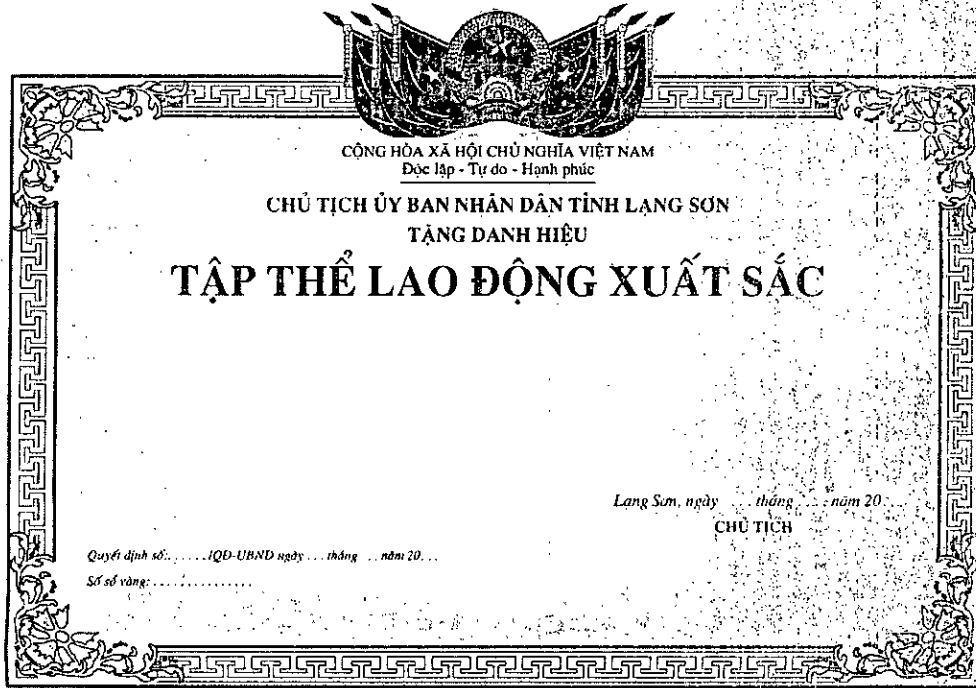 CỘNG HÒA XÃ HỘI CHỦ NGHĨA VIỆT NAM
Độc lập - Tự do - Hạnh phúc
CHỦ TỊCH ỦY BAN NHÂN DÂN TỈNH LẠNG SƠN
TẶNG DANH HIỆU
TẬP THỂ LAO ĐỘNG XUẤT SẮC
Lạng Sơn, ngày ... tháng ... năm 20
CHỦ TỊCH
Quyết định số:....../QĐ-UBND ngày ... tháng ... năm 20...
Số sổ vàng:..............